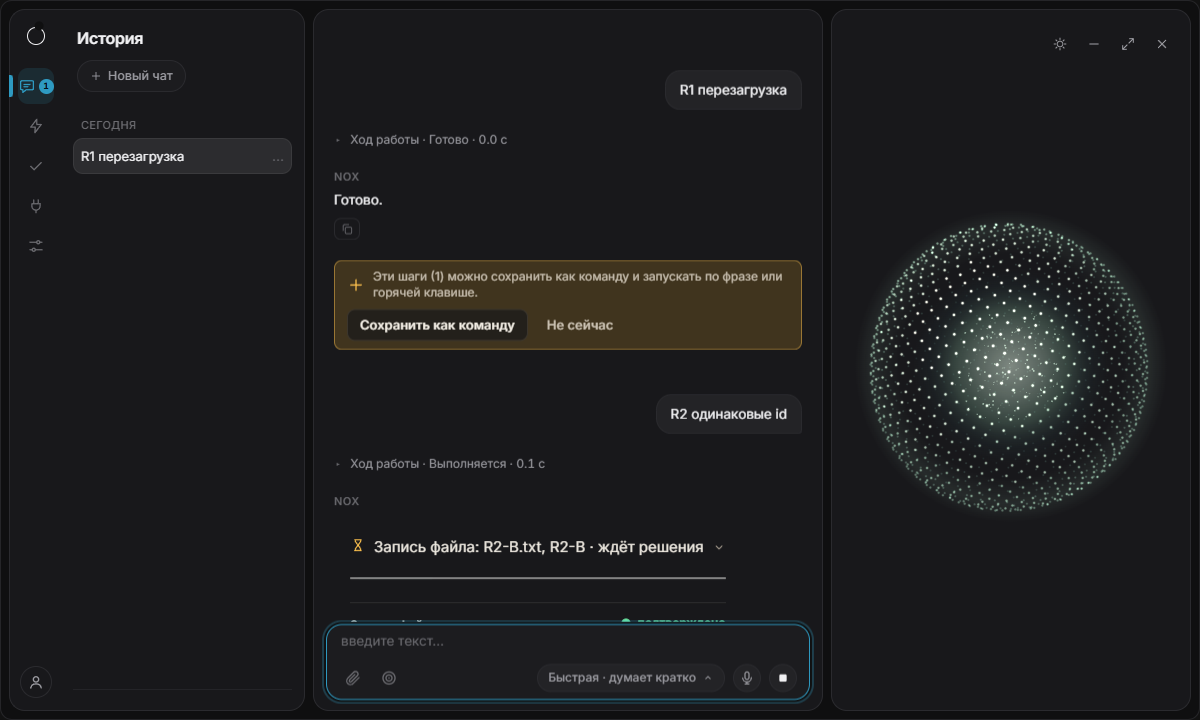 История
1
Новый чат
СЕГОДНЯ
R1 перезагрузка
...
R1 перезагрузка
Ход работы · Готово · 0.0 с
NOX
Готово.
Эти шаги (1) можно сохранить как команду и запускать по фразе или
горячей клавише.
Сохранить как команду
Не сейчас
R2 одинаковые id
Ход работы · Выполняется · 0.1 с
NOX
Запись файла: R2-B.txt, R2-B · ждёт решения
введите текст...
Быстрая · думает кратко